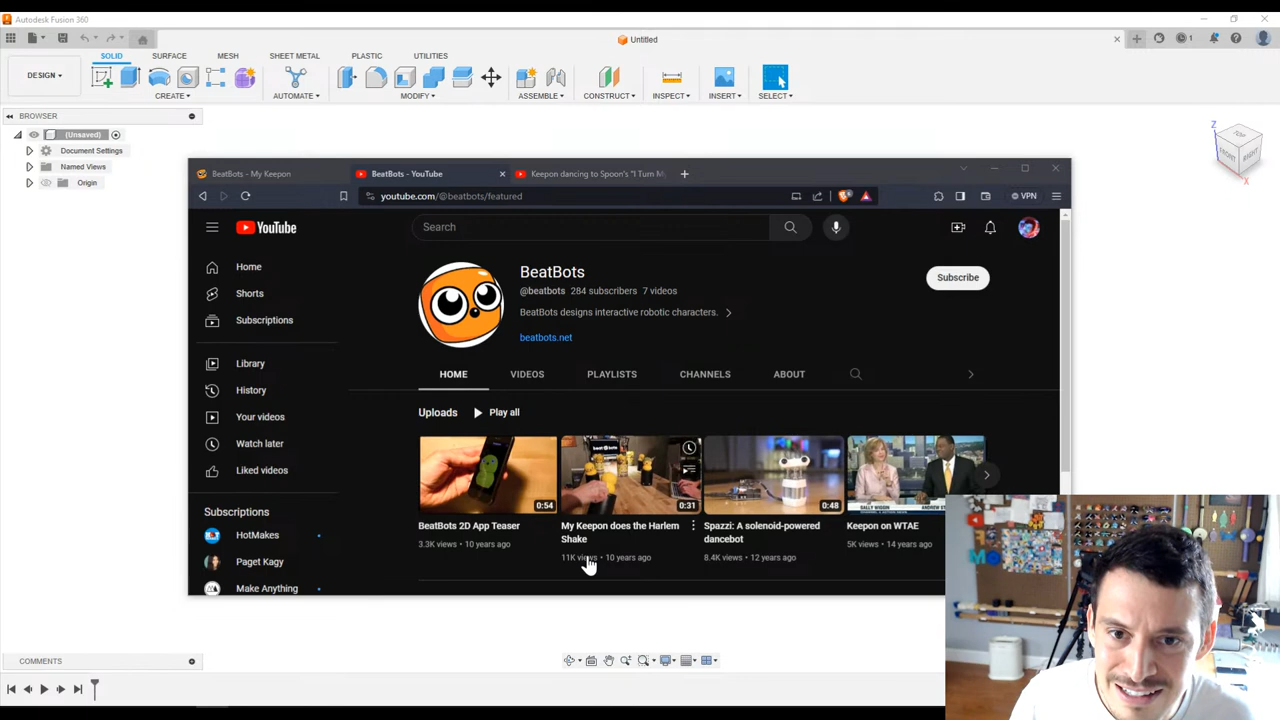 Autodesk Fusion 360
Untitled
DESIGN
SOLID SURFACE MESH SHEET METAL PLASTIC UTILITIES
CREATE AUTOMATE MODIFY ASSEMBLE CONSTRUCT INSPECT INSERT SELECT
BROWSER
(Unsaved)
Document Settings
Named Views
Origin
Z
TOP
FRONT
RIGHT
X
1
BeatBots - My Keepon
BeatBots - YouTube
Keepon dancing to Spoon's "I Turn M
youtube.com/@beatbots/featured
VPN
YouTube
Search
Home
Shorts
Subscriptions
Library
History
Your videos
Watch later
Liked videos
Subscriptions
HotMakes
Paget Kagy
Make Anything
BeatBots
@beatbots 284 subscribers 7 videos
BeatBots designs interactive robotic characters.
beatbots.net
Subscribe
HOME VIDEOS PLAYLISTS CHANNELS ABOUT
Uploads Play all
0:54
BeatBots 2D App Teaser
3.3K views • 10 years ago
0:31
My Keepon does the Harlem
Shake
11K views • 10 years ago
0:48
Spazzi: A solenoid-powered
dancebot
8.4K views • 12 years ago
Keepon on WTAE
5K views • 14 years ago
COMMENTS